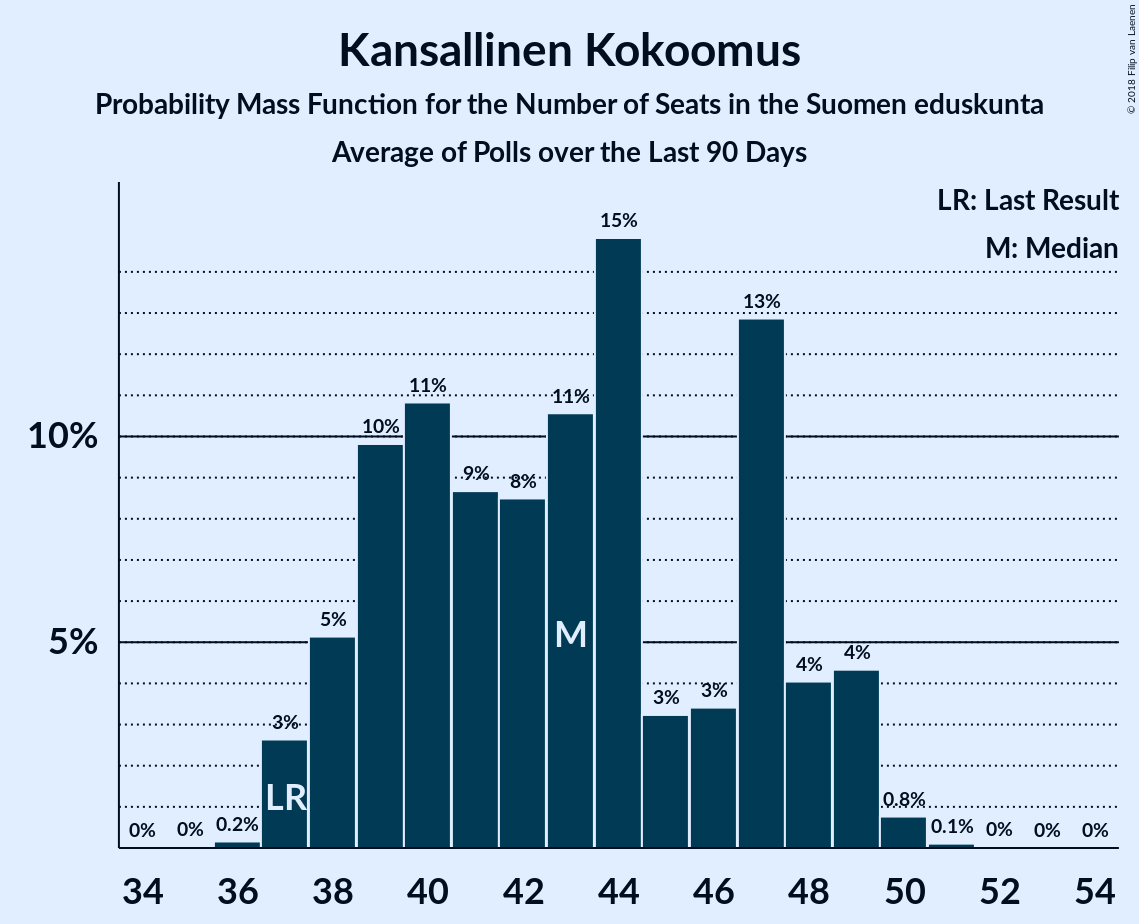 Kansallinen Kokoomus
Probability Mass Function for the Number of Seats in the Suomen eduskunta
Average of Polls over the Last 90 Days
© 2018 Filip van Laenen
LR: Last Result
M: Median
15%
13%
11%
11%
10%
10%
9%
8%
5%
5%
4%
4%
3%
3%
3%
M
LR
0%
0%
0.2%
0.8%
0.1%
0%
0%
0%
34 36 38 40 42 44 46 48 50 52 54